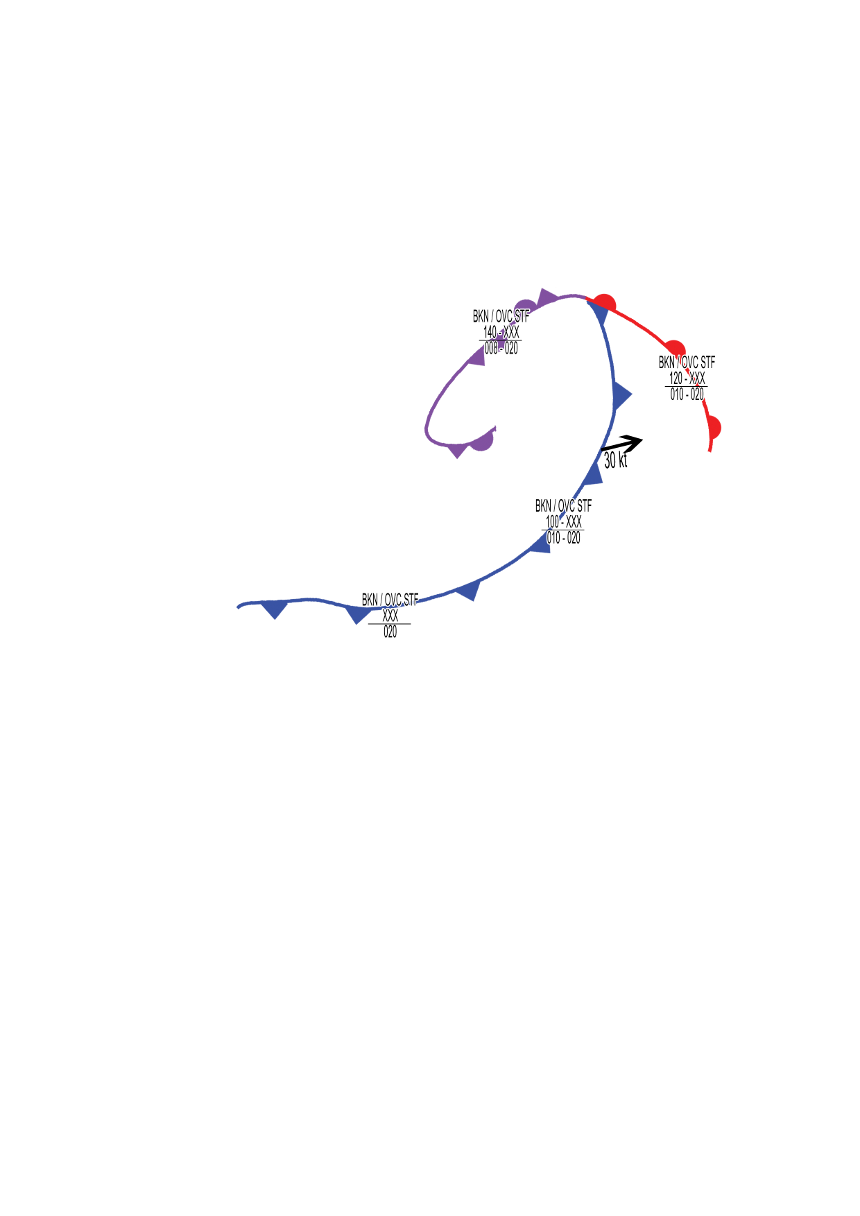 BKN / OVC STF
140 - XXX
008 - 020
BKN / OVC STF
120 - XXX
010 - 020
30 kt
BKN / OVC STF
100 - XXX
010 - 020
BKN / OVC STF
XXX
020